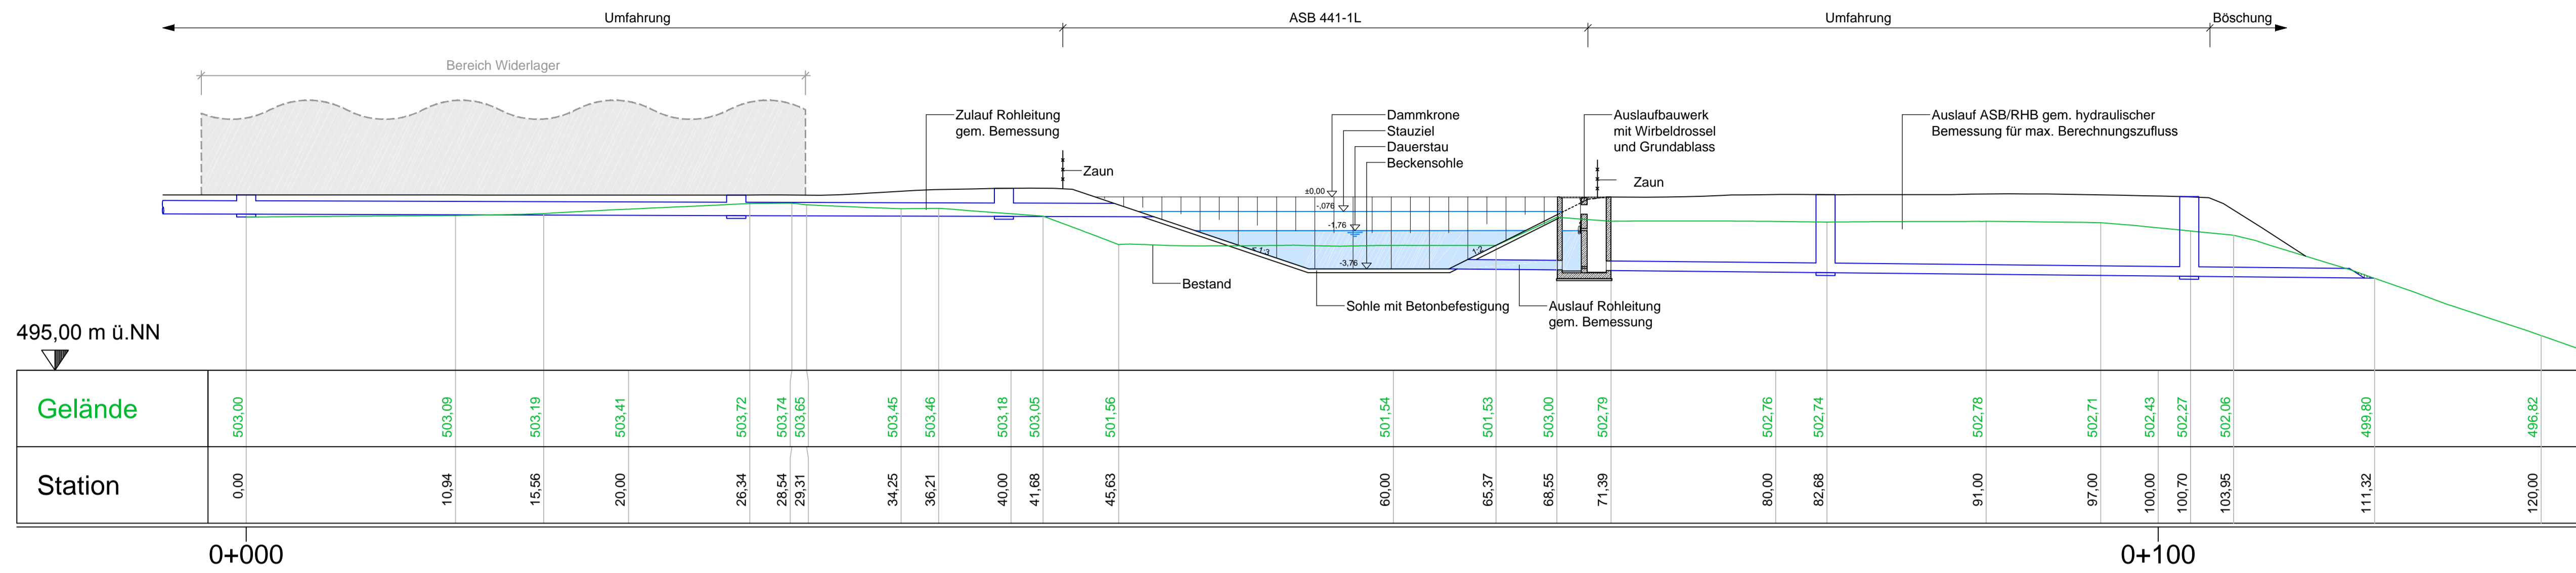 Umfahrung
ASB 441-1L
Umfahrung
Böschung
Bereich Widerlager
Zulauf Rohleitung
gem. Bemessung
Dammkrone
Stauziel
Dauerstau
Beckensohle
Auslaufbauwerk
mit Wirbeldrossel
und Grundablass
Auslauf ASB/RHB gem. hydraulischer
Bemessung für max. Berechnungszufluss
Zaun
Zaun
±0,00
-,076
-1,76
-3,76
≤ 1:3
1:2
Bestand
Sohle mit Betonbefestigung
Auslauf Rohleitung
gem. Bemessung
495,00 m ü.NN
Gelände
503,00
503,09
503,19
503,41
503,72
503,74
503,65
503,45
503,46
503,18
503,05
501,56
501,54
501,53
503,00
502,79
502,76
502,74
502,78
502,71
502,43
502,27
502,06
499,80
496,82
Station
0,00
10,94
15,56
20,00
26,34
28,54
29,31
34,25
36,21
40,00
41,68
45,63
60,00
65,37
68,55
71,39
80,00
82,68
91,00
97,00
100,00
100,70
103,95
111,32
120,00
0+000
0+100